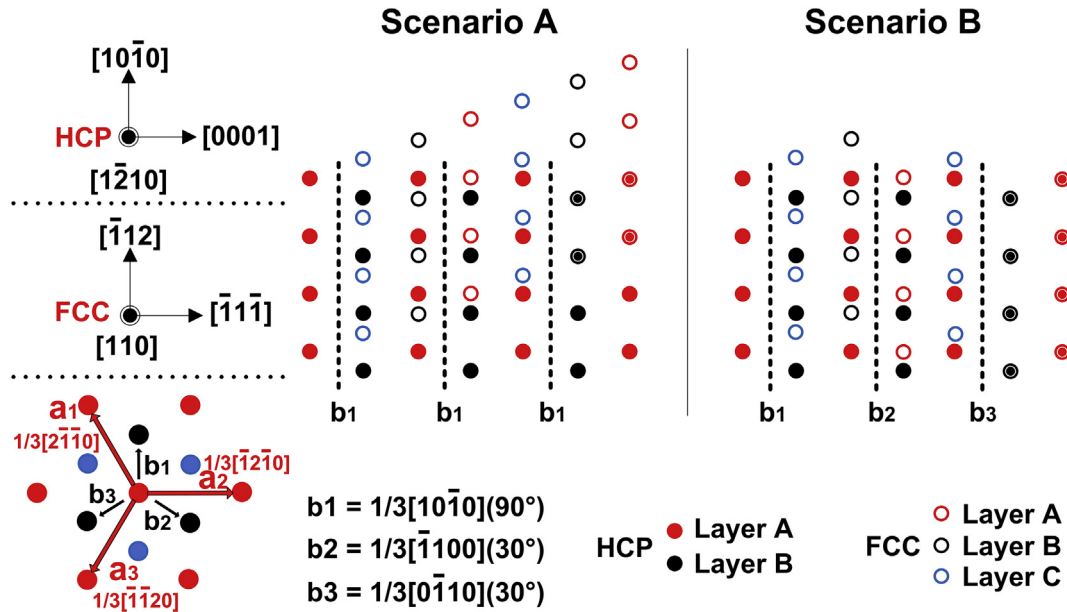 Scenario A
Scenario B
[101̄0]
HCP
[0001]
[12̄10]
[1̄12]
FCC
[1̄11̄]
[110]
b1
b1
b1
b1
b2
b3
a1
1/3[21̄1̄0]
b1
1/3[1̄21̄0]
a2
b3
b2
a3
1/3[1̄1̄20]
b1 = 1/3[101̄0](90°)
b2 = 1/3[1̄100](30°)
b3 = 1/3[01̄10](30°)
HCP
Layer A
Layer B
FCC
Layer A
Layer B
Layer C